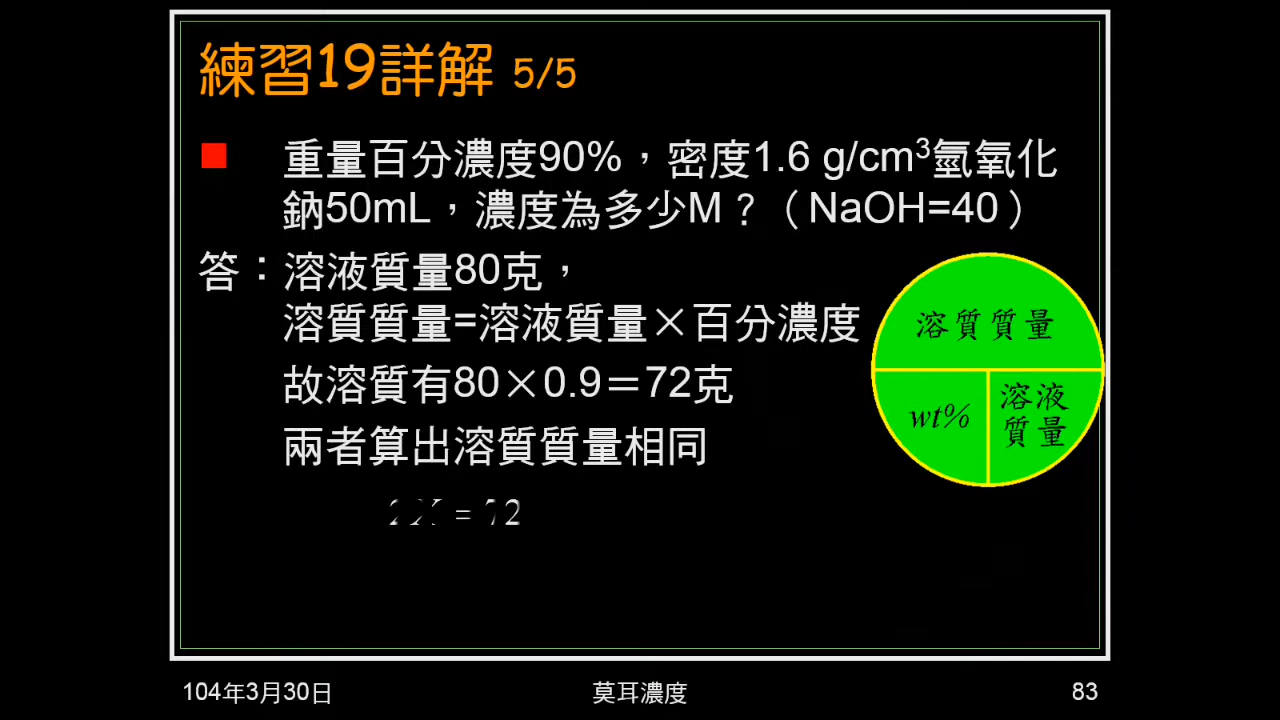 練習19詳解 5/5
重量百分濃度90%，密度1.6 g/cm³氫氧化
鈉50mL，濃度為多少M？（NaOH=40）
答：溶液質量80克，
溶質質量=溶液質量×百分濃度
故溶質有80×0.9＝72克
兩者算出溶質質量相同
= 72
溶質質量
wt%
溶液
質量
104年3月30日
莫耳濃度
83